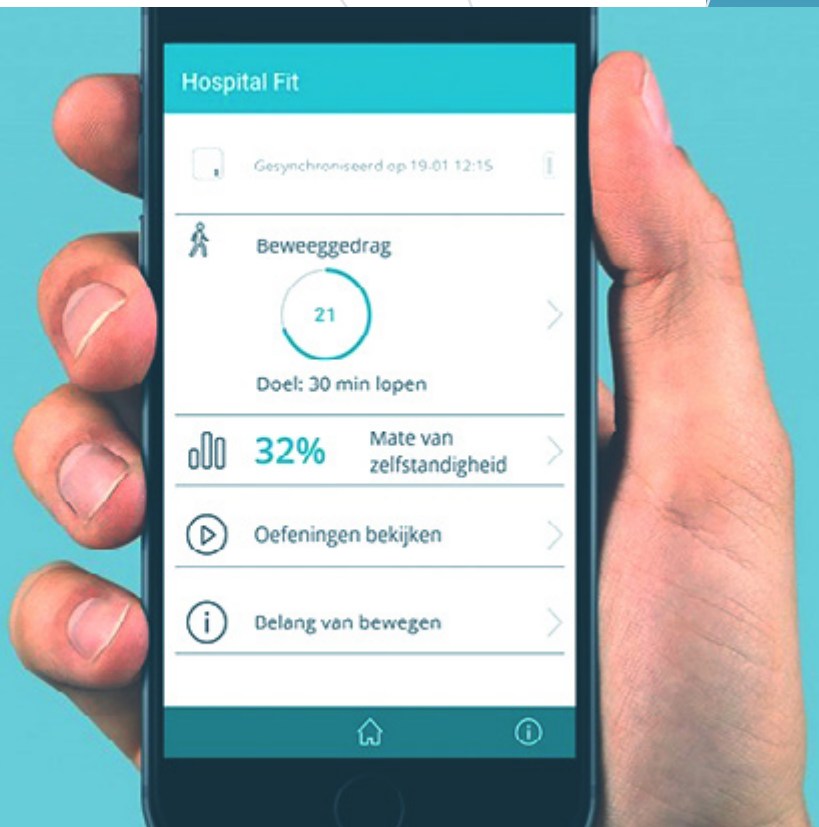 Hospital Fit
Gesynchroniseerd op 19-01 12:15
Beweeggedrag
21
Doel: 30 min lopen
32%
Mate van
zelfstandigheid
Oefeningen bekijken
Belang van bewegen